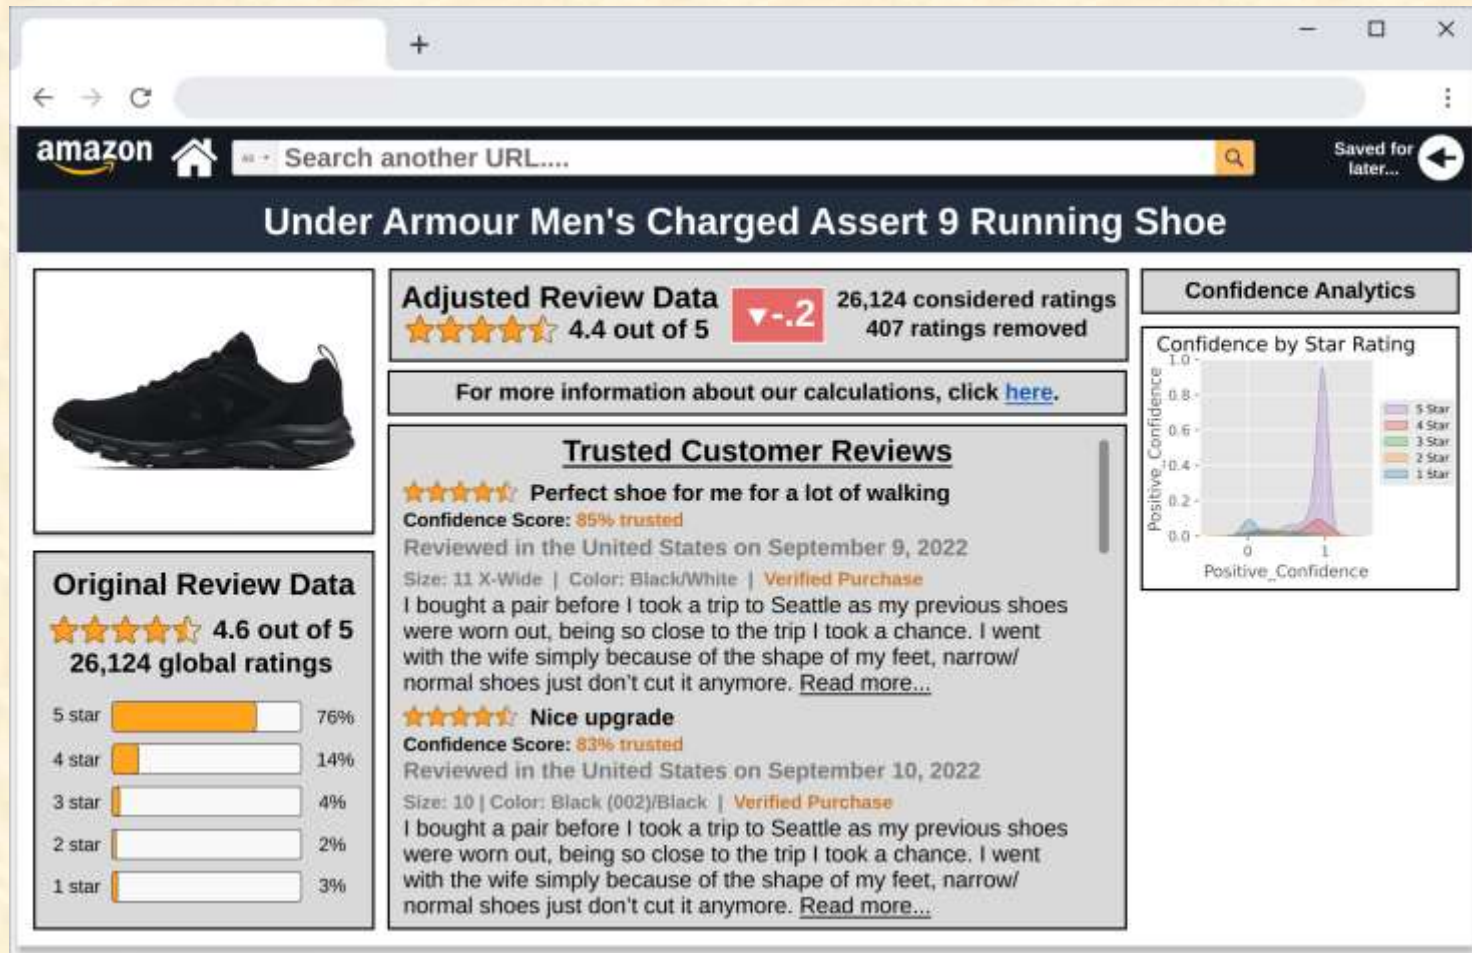 amazon
All
Search another URL....
Saved for
later...
Under Armour Men's Charged Assert 9 Running Shoe
Adjusted Review Data
4.4 out of 5
▼-.2
26,124 considered ratings
407 ratings removed
For more information about our calculations, click here.
Original Review Data
4.6 out of 5
26,124 global ratings
5 star 76%
4 star 14%
3 star 4%
2 star 2%
1 star 3%
Trusted Customer Reviews
Perfect shoe for me for a lot of walking
Confidence Score: 85% trusted
Reviewed in the United States on September 9, 2022
Size: 11 X-Wide | Color: Black/White | Verified Purchase
I bought a pair before I took a trip to Seattle as my previous shoes
were worn out, being so close to the trip I took a chance. I went
with the wife simply because of the shape of my feet, narrow/
normal shoes just don't cut it anymore. Read more...
Nice upgrade
Confidence Score: 83% trusted
Reviewed in the United States on September 10, 2022
Size: 10 | Color: Black (002)/Black | Verified Purchase
I bought a pair before I took a trip to Seattle as my previous shoes
were worn out, being so close to the trip I took a chance. I went
with the wife simply because of the shape of my feet, narrow/
normal shoes just don't cut it anymore. Read more...
Confidence Analytics
Confidence by Star Rating
Positive_Confidence
1.0
0.8
0.6
0.4
0.2
0.0
0 1
Positive_Confidence
5 Star
4 Star
3 Star
2 Star
1 Star